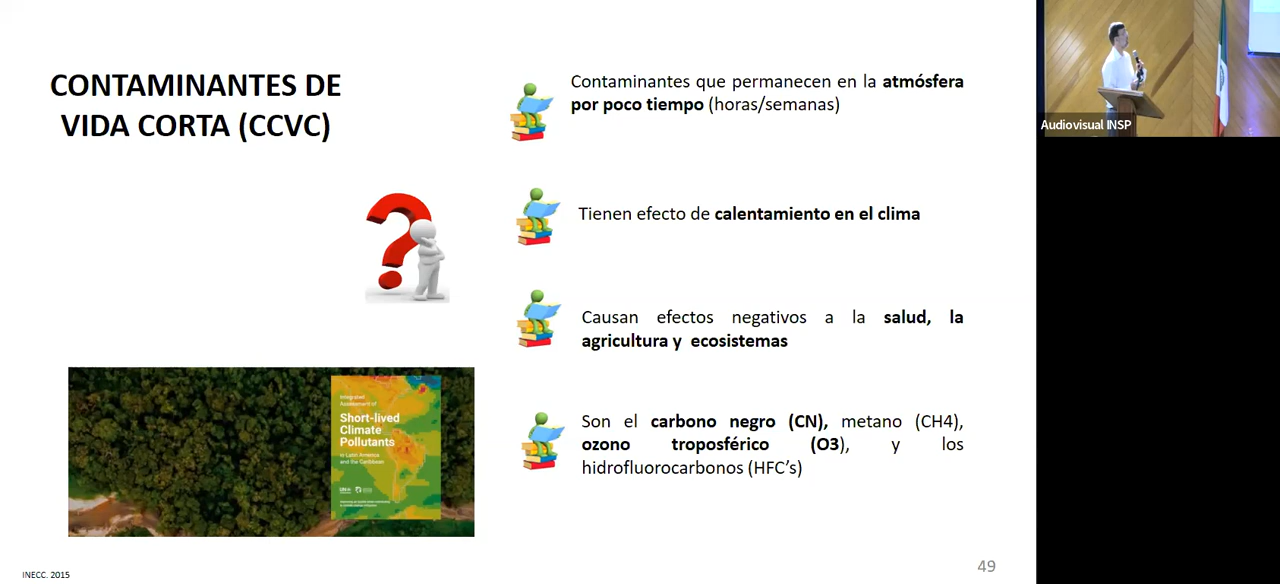 CONTAMINANTES DE
VIDA CORTA (CCVC)
Contaminantes que permanecen en la atmósfera
por poco tiempo (horas/semanas)
Tienen efecto de calentamiento en el clima
Causan efectos negativos a la salud, la
agricultura y ecosistemas
Son el carbono negro (CN), metano (CH4),
ozono troposférico (O3), y los
hidrofluorocarbonos (HFC's)
Integrated
Assessment of
Short-lived
Climate
Pollutants
in Latin America
and the Caribbean
INECC. 2015
49
Audiovisual INSP